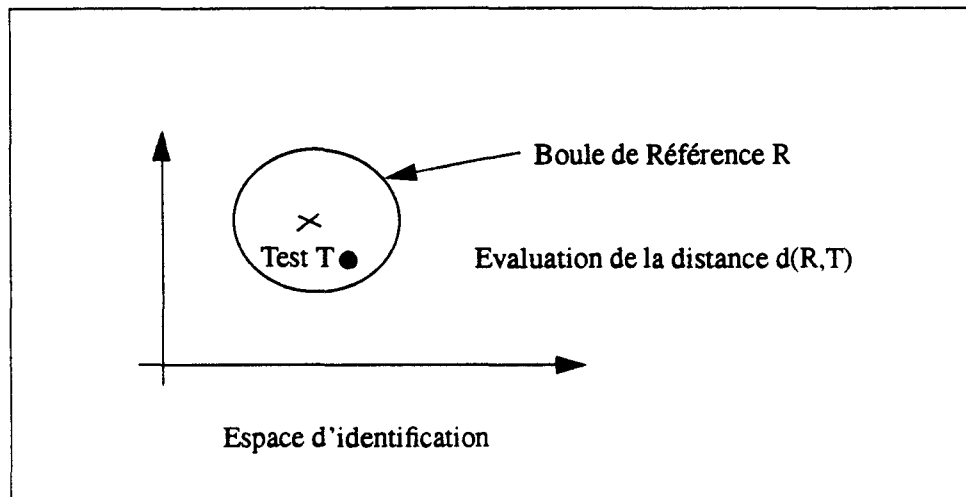 Boule de Référence R
Test T
Evaluation de la distance d(R,T)
Espace d'identification